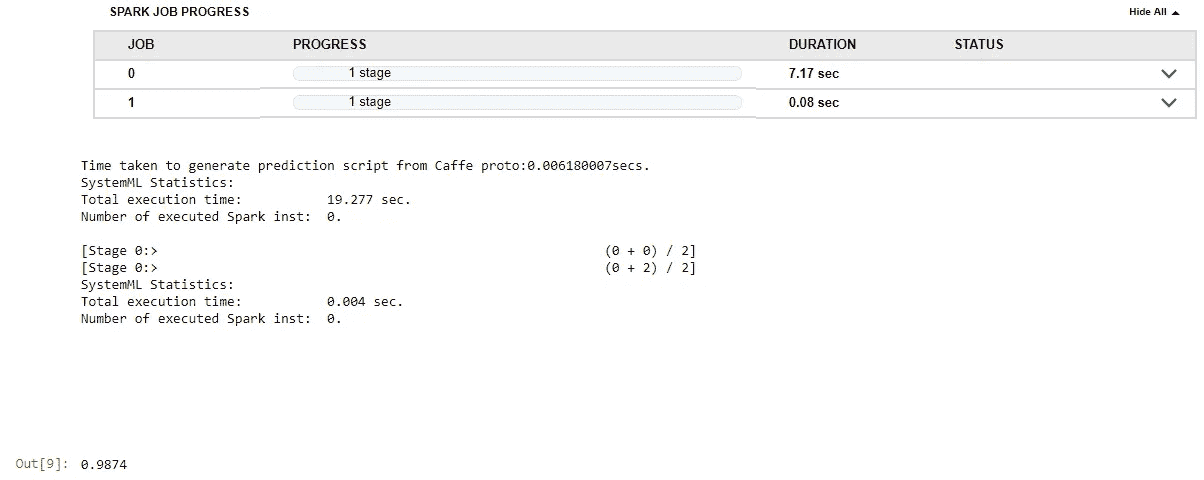 SPARK JOB PROGRESS Hide All
JOB PROGRESS DURATION STATUS
0 1 stage 7.17 sec
1 1 stage 0.08 sec
Time taken to generate prediction script from Caffe proto:0.006180007secs.
SystemML Statistics:
Total execution time: 19.277 sec.
Number of executed Spark inst: 0.
[Stage 0:> (0 + 0) / 2]
[Stage 0:> (0 + 2) / 2]
SystemML Statistics:
Total execution time: 0.004 sec.
Number of executed Spark inst: 0.
Out[9]: 0.9874